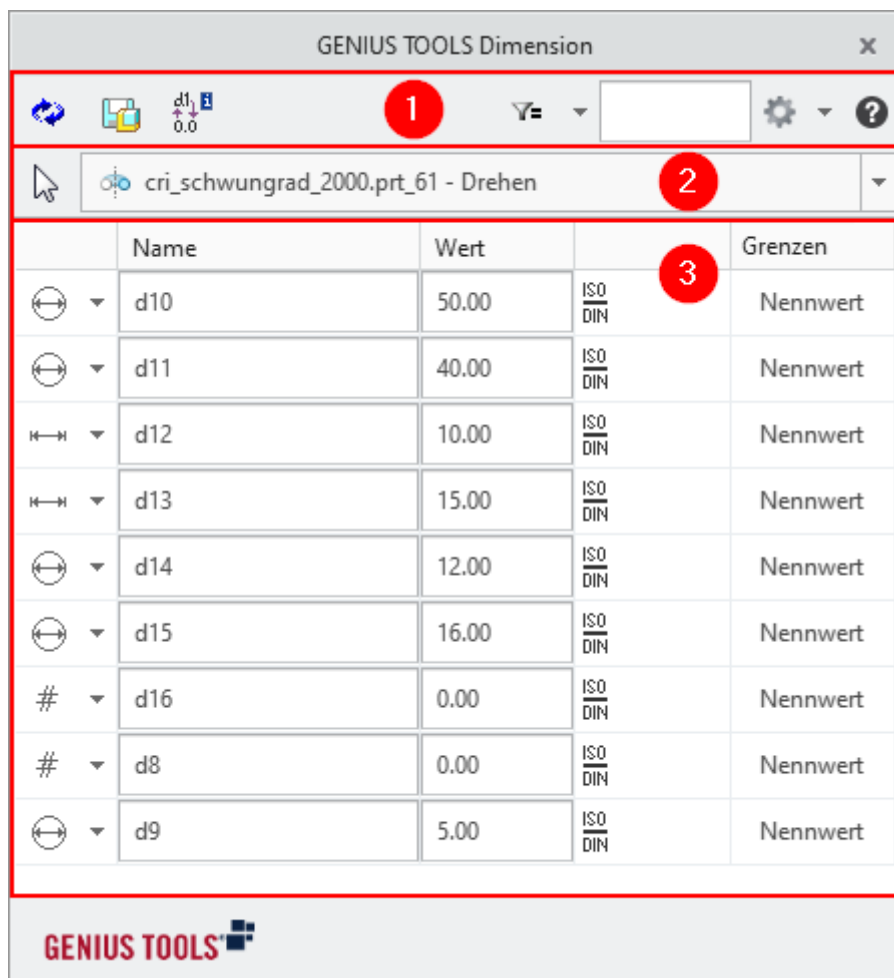 GENIUS TOOLS Dimension
d1 i
0.0
1
=
?
cri_schwungrad_2000.prt_61 - Drehen
2
Name Wert Grenzen
3
d10 50.00 ISO DIN Nennwert
d11 40.00 ISO DIN Nennwert
d12 10.00 ISO DIN Nennwert
d13 15.00 ISO DIN Nennwert
d14 12.00 ISO DIN Nennwert
d15 16.00 ISO DIN Nennwert
# d16 0.00 ISO DIN Nennwert
# d8 0.00 ISO DIN Nennwert
d9 5.00 ISO DIN Nennwert
GENIUS TOOLS